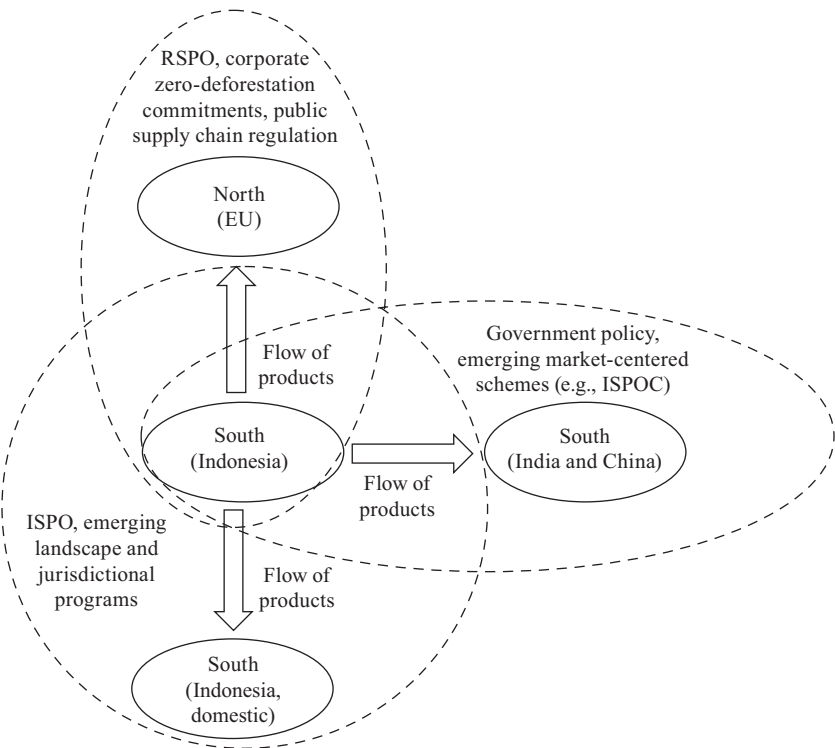 RSPO, corporate
zero-deforestation
commitments, public
supply chain regulation
North
(EU)
Flow of
products
Government policy,
emerging market-centered
schemes (e.g., ISPOC)
South
(Indonesia)
South
(India and China)
Flow of
products
ISPO, emerging
landscape and
jurisdictional
programs
Flow of
products
South
(Indonesia,
domestic)